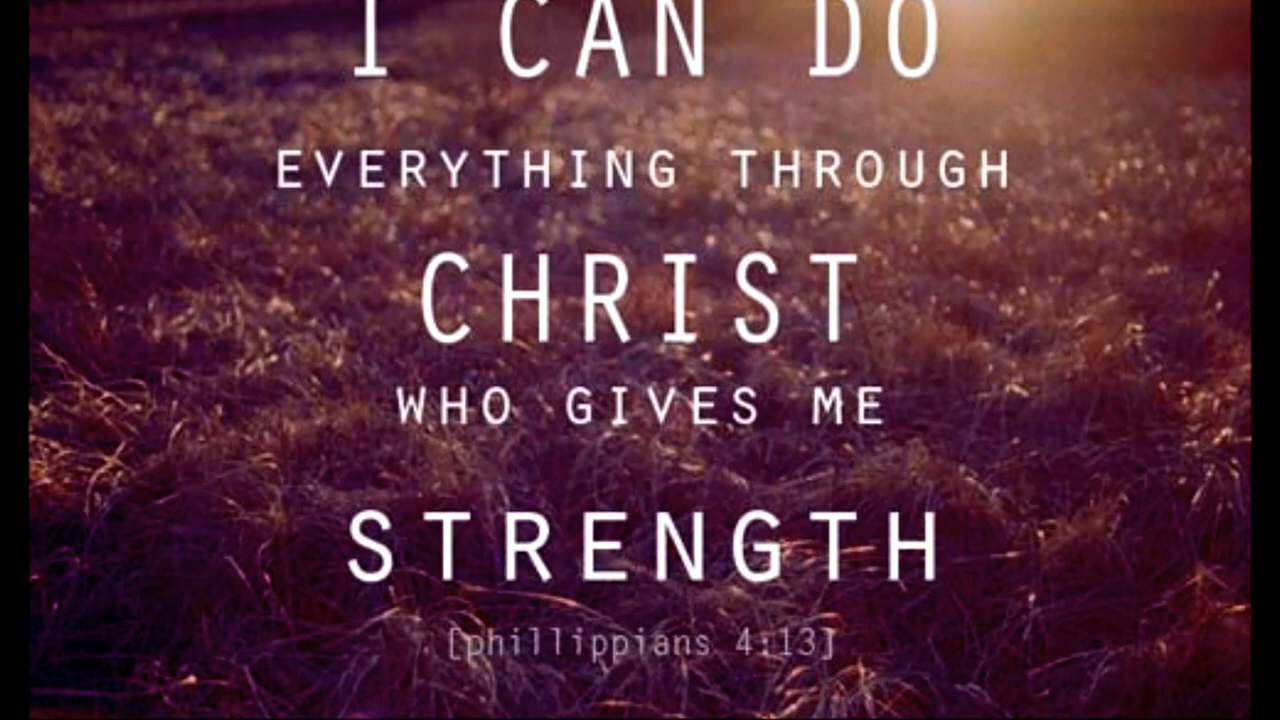 I CAN DO
EVERYTHING THROUGH
CHRIST
WHO GIVES ME
STRENGTH
[phillippians 4:13]